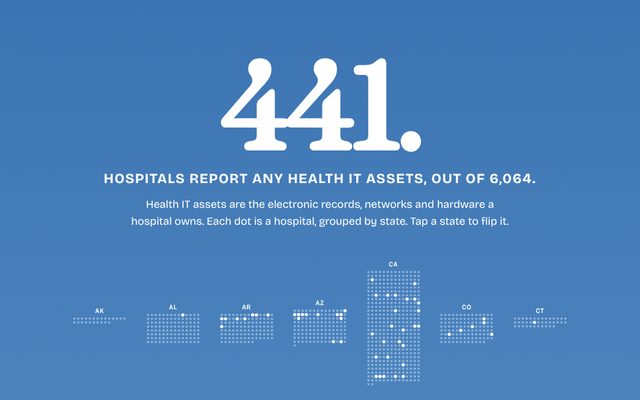 441.
HOSPITALS REPORT ANY HEALTH IT ASSETS, OUT OF 6,064.
Health IT assets are the electronic records, networks and hardware a
hospital owns. Each dot is a hospital, grouped by state. Tap a state to flip it.
CA
AK
AL
AR
AZ
CO
CT